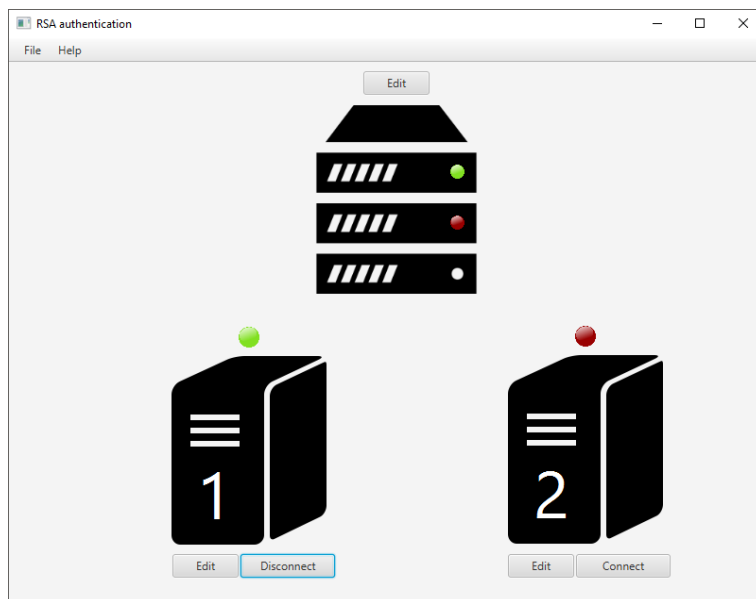 RSA authentication
File Help
Edit
1
2
Edit Disconnect
Edit Connect